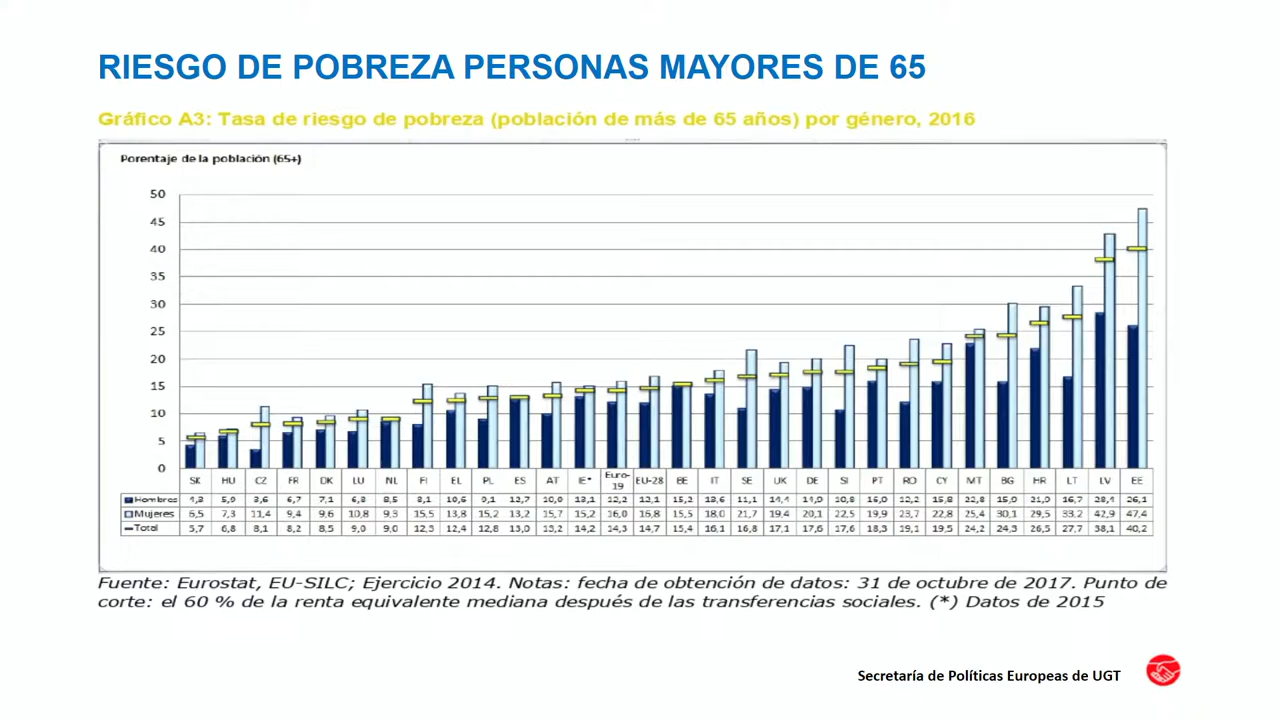 RIESGO DE POBREZA PERSONAS MAYORES DE 65
Gráfico A3: Tasa de riesgo de pobreza (población de más de 65 años) por género, 2016
Porentaje de la población (65+)
50
45
40
35
30
25
20
15
10
5
0
SK HU CZ FR DK LU NL FI EL PL ES AT IE* Euro-19 EU-28 BE IT SE UK DE SI PT RO CY MT BG HR LT LV EE
Hombres 4,3 5,9 3,6 6,7 7,1 6,8 8,5 8,1 10,6 9,1 12,7 10,0 13,1 12,2 12,1 15,2 13,6 11,1 14,4 14,9 10,8 16,0 12,2 15,8 22,8 15,9 21,9 16,7 28,4 26,1
Mujeres 6,5 7,3 11,4 9,4 9,6 10,8 9,3 15,5 13,8 15,2 13,2 15,7 15,2 16,0 16,8 15,5 18,0 21,7 19,4 20,1 22,5 19,9 23,7 22,8 25,4 30,1 29,5 33,2 42,9 47,4
Total 5,7 6,8 8,1 8,2 8,5 9,0 9,0 12,3 12,4 12,8 13,0 13,2 14,2 14,3 14,7 15,4 16,1 16,8 17,1 17,6 17,6 18,3 19,1 19,5 24,2 24,3 26,5 27,7 38,1 40,2
Fuente: Eurostat, EU-SILC; Ejercicio 2014. Notas: fecha de obtención de datos: 31 de octubre de 2017. Punto de
corte: el 60 % de la renta equivalente mediana después de las transferencias sociales. (*) Datos de 2015
Secretaría de Políticas Europeas de UGT